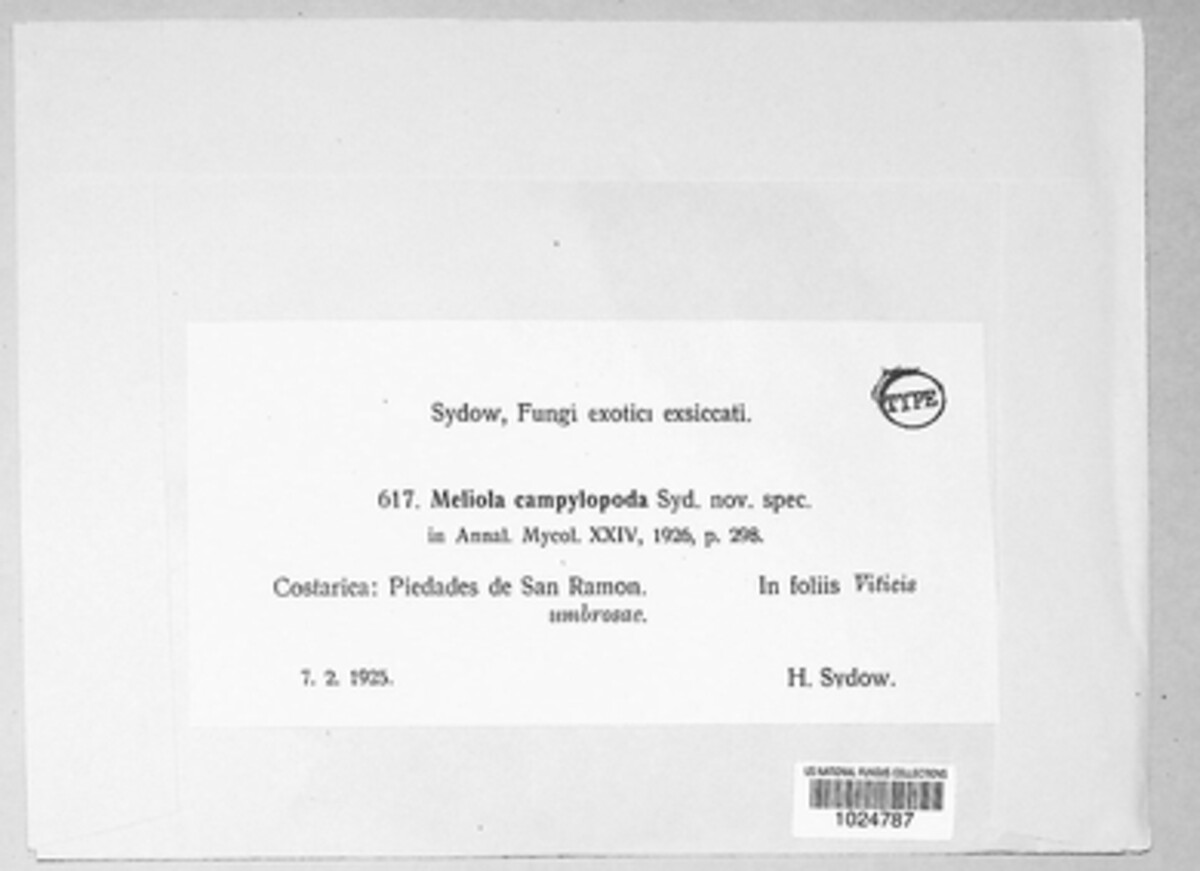 TYPE
Sydow, Fungi exotici exsiccati.
617. Meliola campylopoda Syd. nov. spec.
in Annal. Mycol. XXIV, 1926, p. 298.
Costarica: Piedades de San Ramon. In foliis Viticis
umbrosae.
7. 2. 1925. H. Sydow.
US NATIONAL FUNGUS COLLECTIONS
1024787